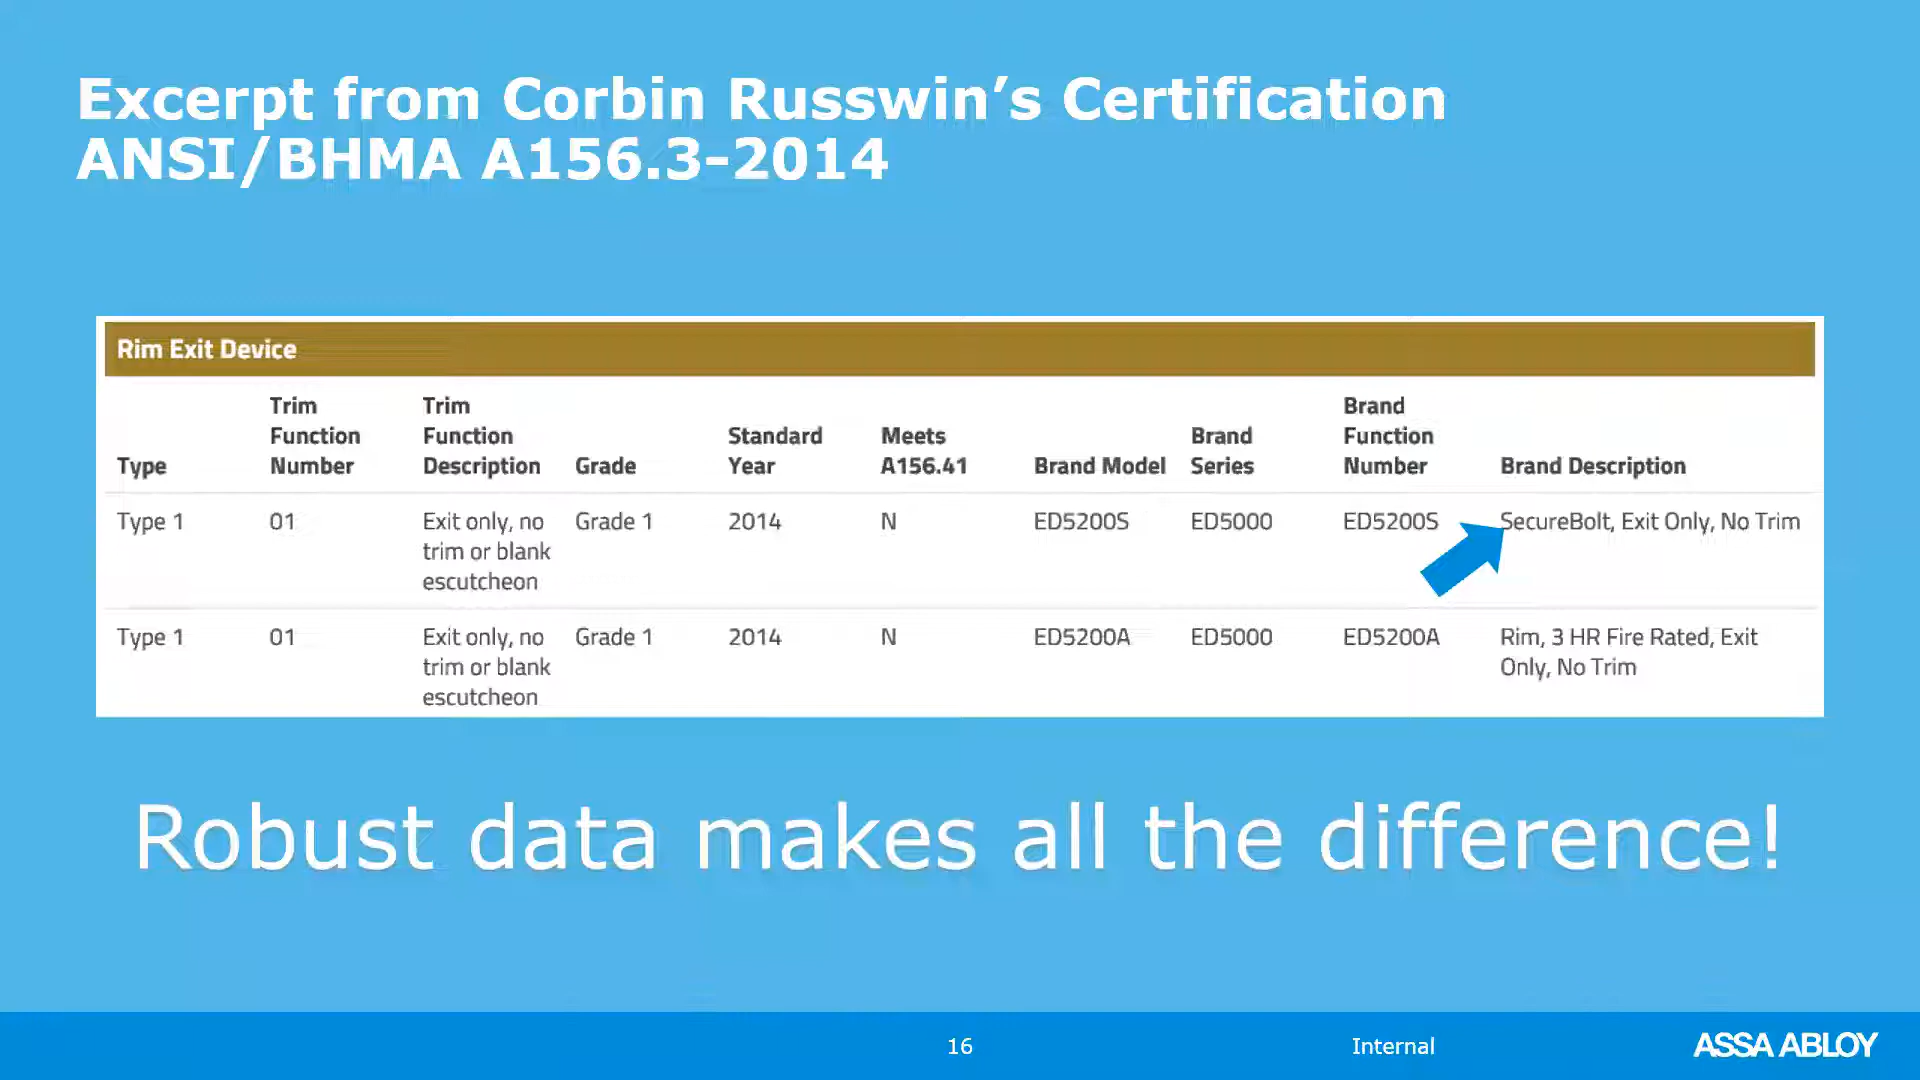 Excerpt from Corbin Russwin’s Certification
ANSI/BHMA A156.3-2014
Rim Exit Device
Type
Trim Function Number
Trim Function Description
Grade
Standard Year
Meets A156.41
Brand Model
Brand Series
Brand Function Number
Brand Description
Type 1
01
Exit only, no
trim or blank
escutcheon
Grade 1
2014
N
ED5200S
ED5000
ED5200S
SecureBolt, Exit Only, No Trim
Type 1
01
Exit only, no
trim or blank
escutcheon
Grade 1
2014
N
ED5200A
ED5000
ED5200A
Rim, 3 HR Fire Rated, Exit
Only, No Trim
Robust data makes all the difference!
16
Internal
ASSA ABLOY